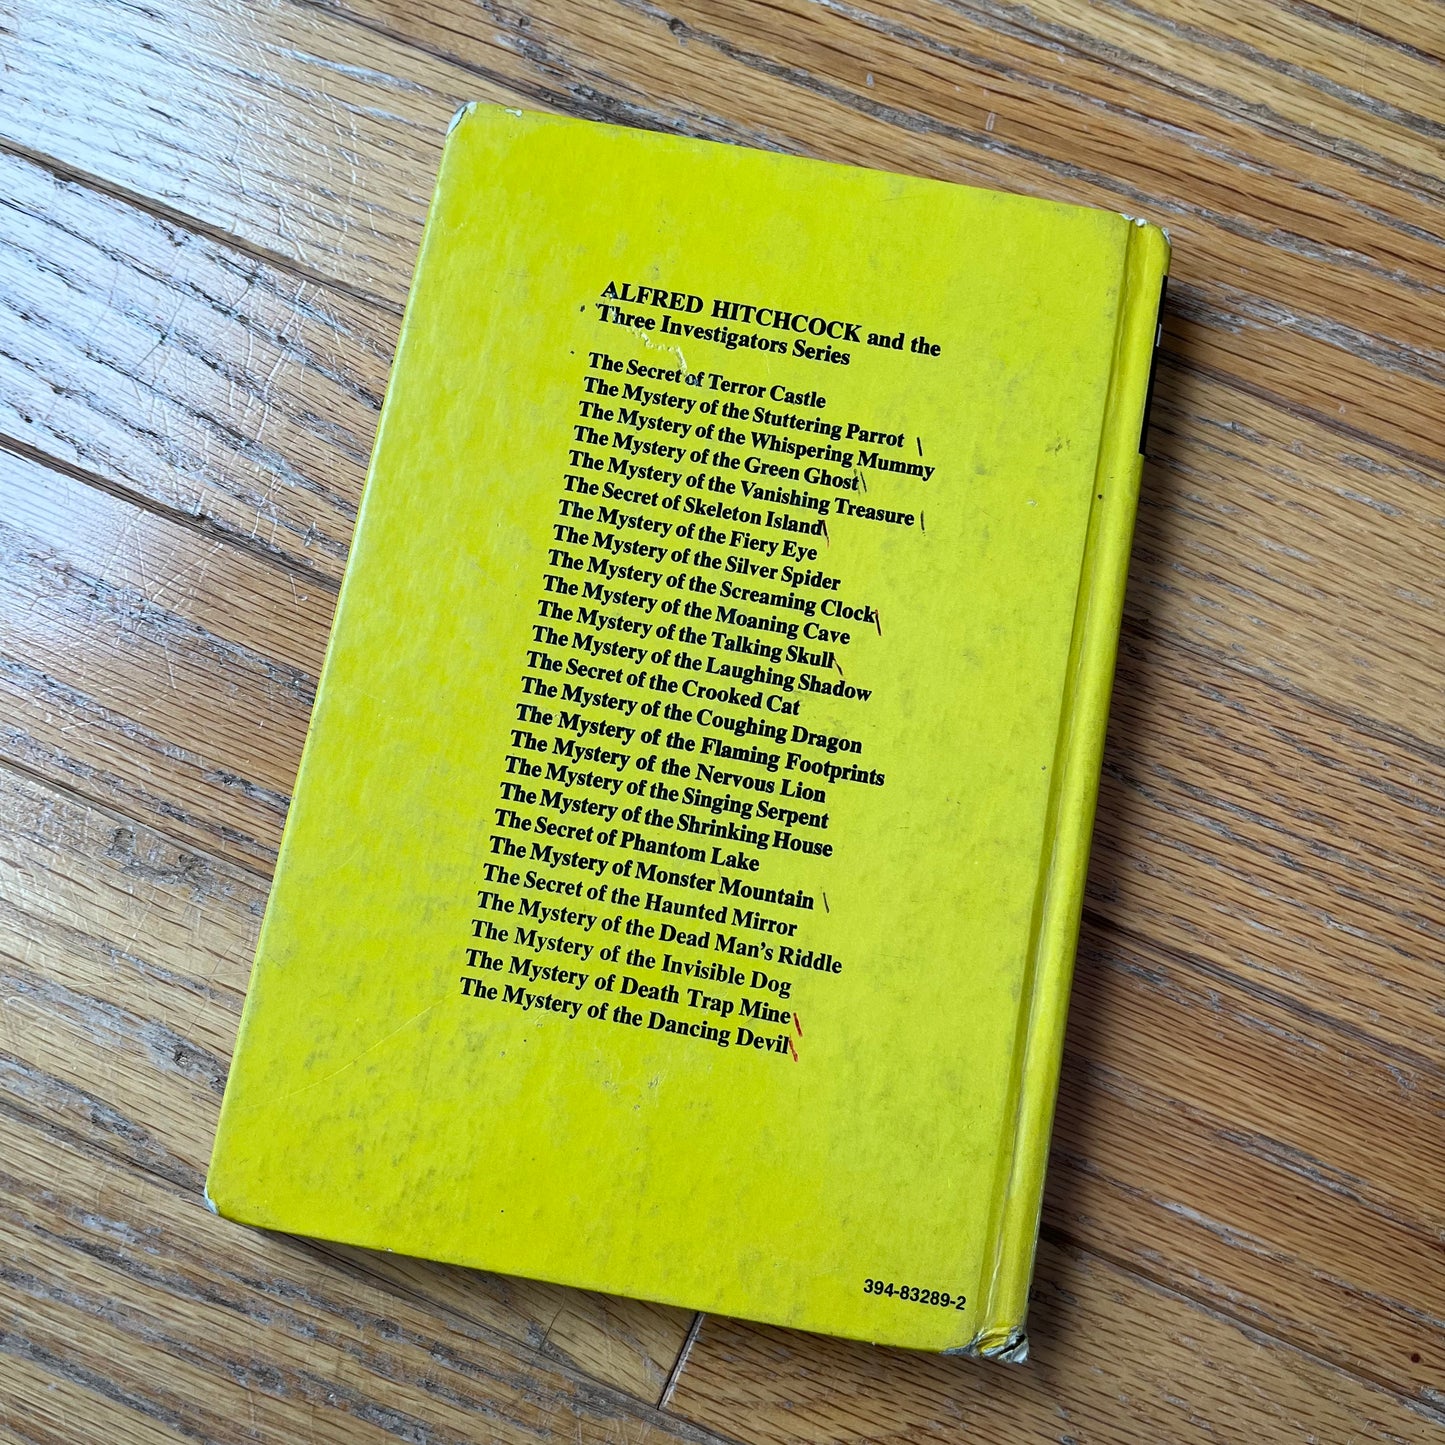 ALFRED HITCHCOCK and the
Three Investigators Series
The Secret of Terror Castle
The Mystery of the Stuttering Parrot
The Mystery of the Whispering Mummy
The Mystery of the Green Ghost
The Mystery of the Vanishing Treasure
The Secret of Skeleton Island
The Mystery of the Fiery Eye
The Mystery of the Silver Spider
The Mystery of the Screaming Clock
The Mystery of the Moaning Cave
The Mystery of the Talking Skull
The Mystery of the Laughing Shadow
The Secret of the Crooked Cat
The Mystery of the Coughing Dragon
The Mystery of the Flaming Footprints
The Mystery of the Nervous Lion
The Mystery of the Singing Serpent
The Mystery of the Shrinking House
The Secret of Phantom Lake
The Mystery of Monster Mountain
The Secret of the Haunted Mirror
The Mystery of the Dead Man's Riddle
The Mystery of the Invisible Dog
The Mystery of Death Trap Mine
The Mystery of the Dancing Devil
394-83289-2